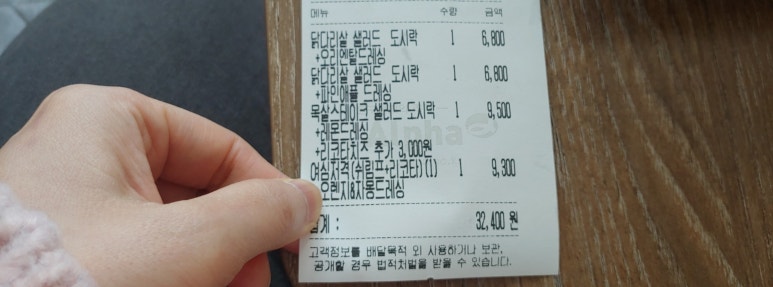 메뉴 수량 금액
닭다리살 샐러드 도시락 1 6,800
+오리엔탈드레싱
닭다리살 샐러드 도시락 1 6,800
+파인애플 드레싱
목살스테이크 샐러드 도시락 1 9,500
+레몬드레싱
+리코타치즈 추가 3,000원
여심저격(쉬림프+리코타)(1) 1 9,300
오렌지&자몽드레싱
합계 : 32,400 원
고객정보를 배달목적 외 사용하거나 보관,
공개할 경우 법적처벌을 받을 수 있습니다.